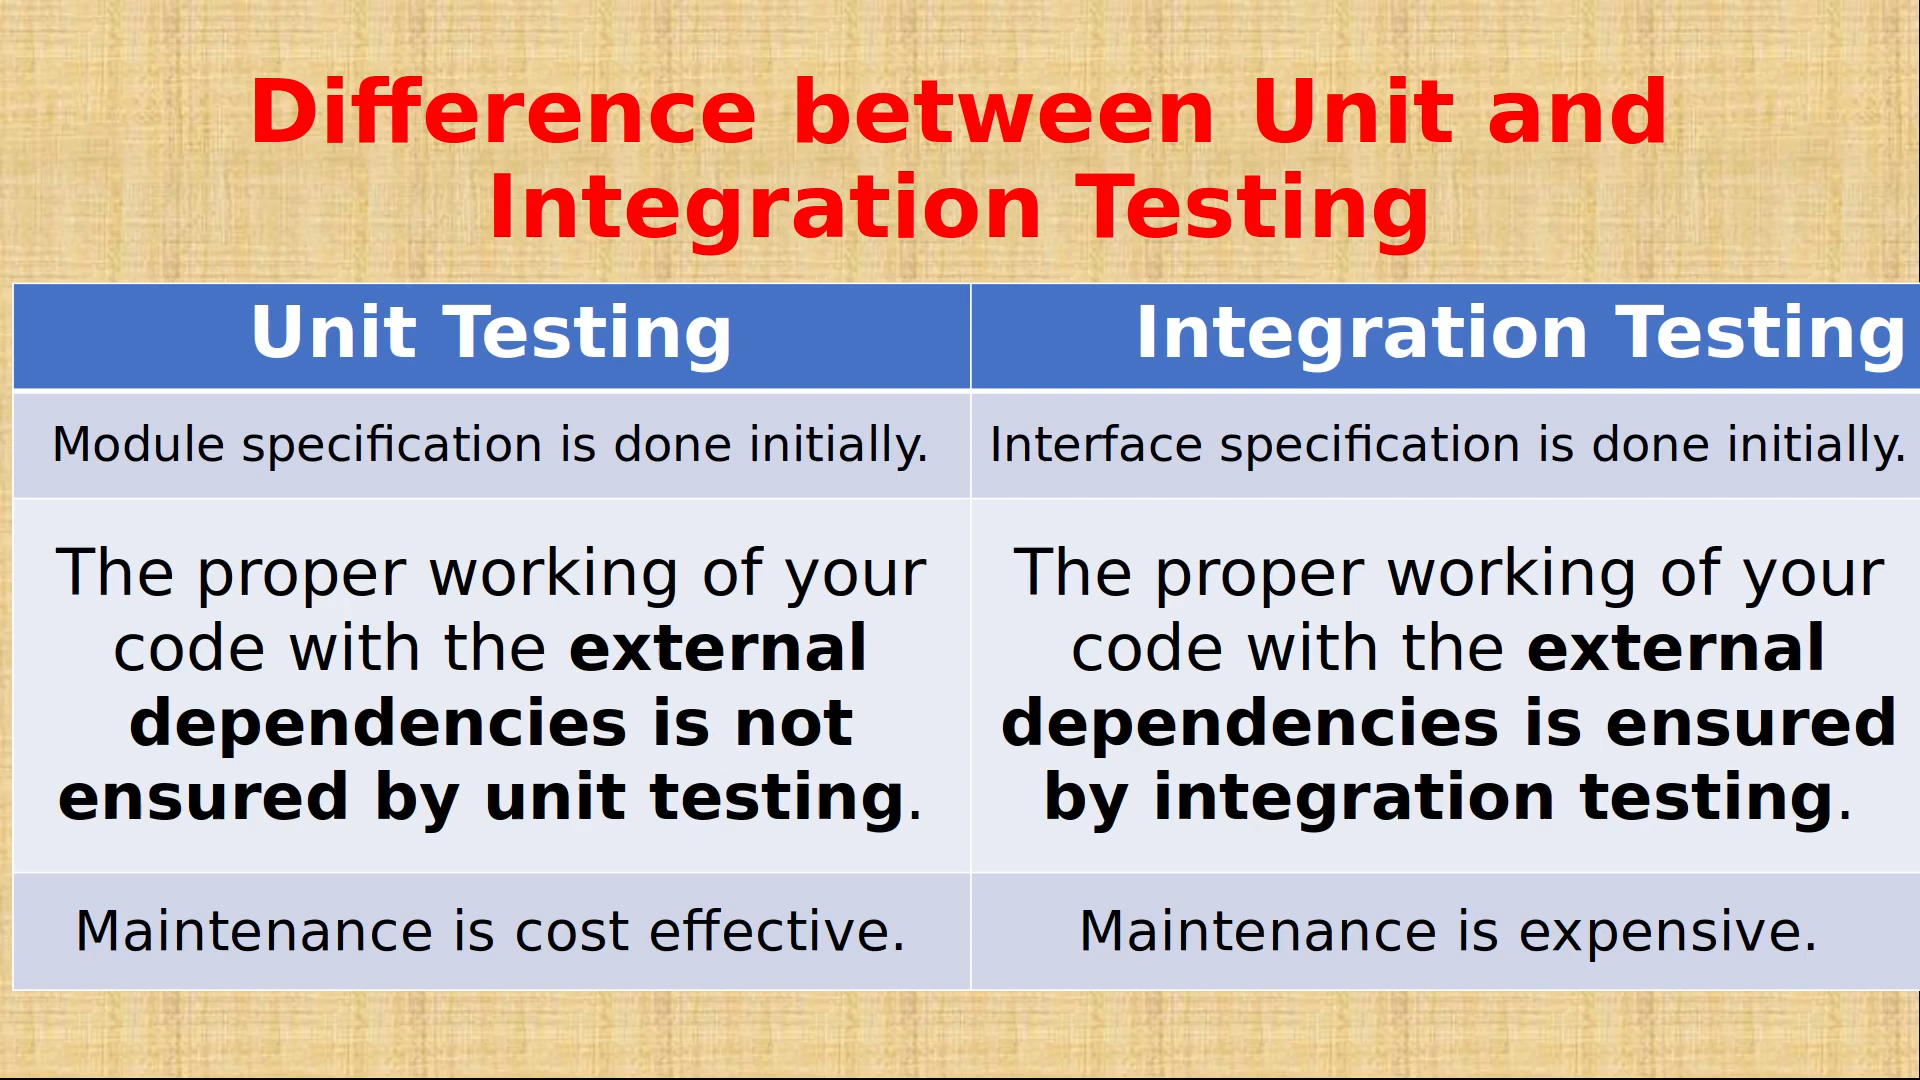 Difference between Unit and
Integration Testing
Unit Testing
Integration Testing
Module specification is done initially.
Interface specification is done initially.
The proper working of your
code with the external
dependencies is not
ensured by unit testing.
The proper working of your
code with the external
dependencies is ensured
by integration testing.
Maintenance is cost effective.
Maintenance is expensive.